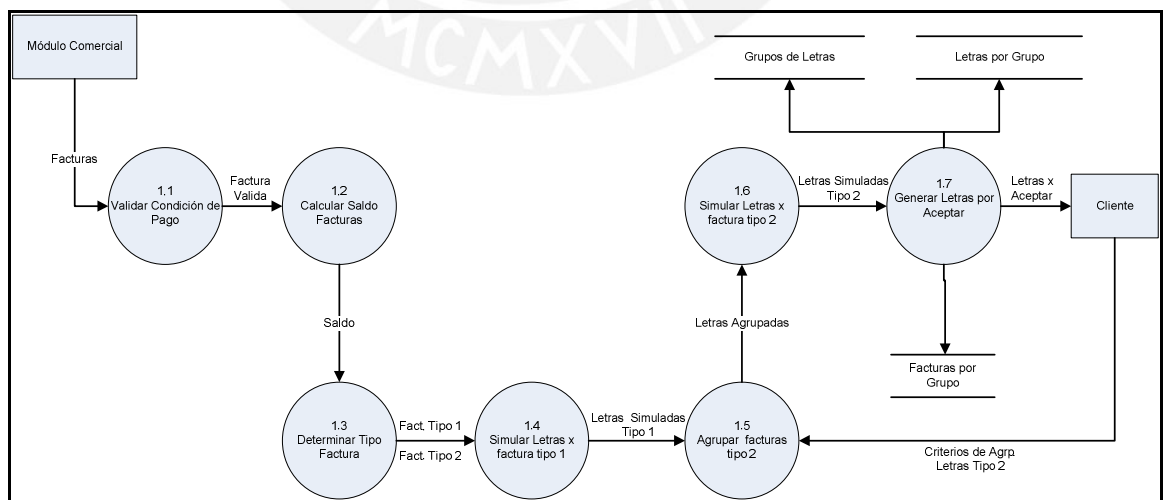 MCMXVII
Módulo Comercial
Grupos de Letras
Letras por Grupo
Facturas
1.1
Validar Condición de
Pago
Factura
Valida
1.2
Calcular Saldo
Facturas
1.6
Simular Letras x
factura tipo 2
Letras Simuladas
Tipo 2
1.7
Generar Letras por
Aceptar
Letras x
Aceptar
Cliente
Saldo
Letras Agrupadas
Facturas por
Grupo
1.3
Determinar Tipo
Factura
Fact. Tipo 1
Fact. Tipo 2
1.4
Simular Letras x
factura tipo 1
Letras Simuladas
Tipo 1
1.5
Agrupar facturas
tipo 2
Criterios de Agrp.
Letras Tipo 2